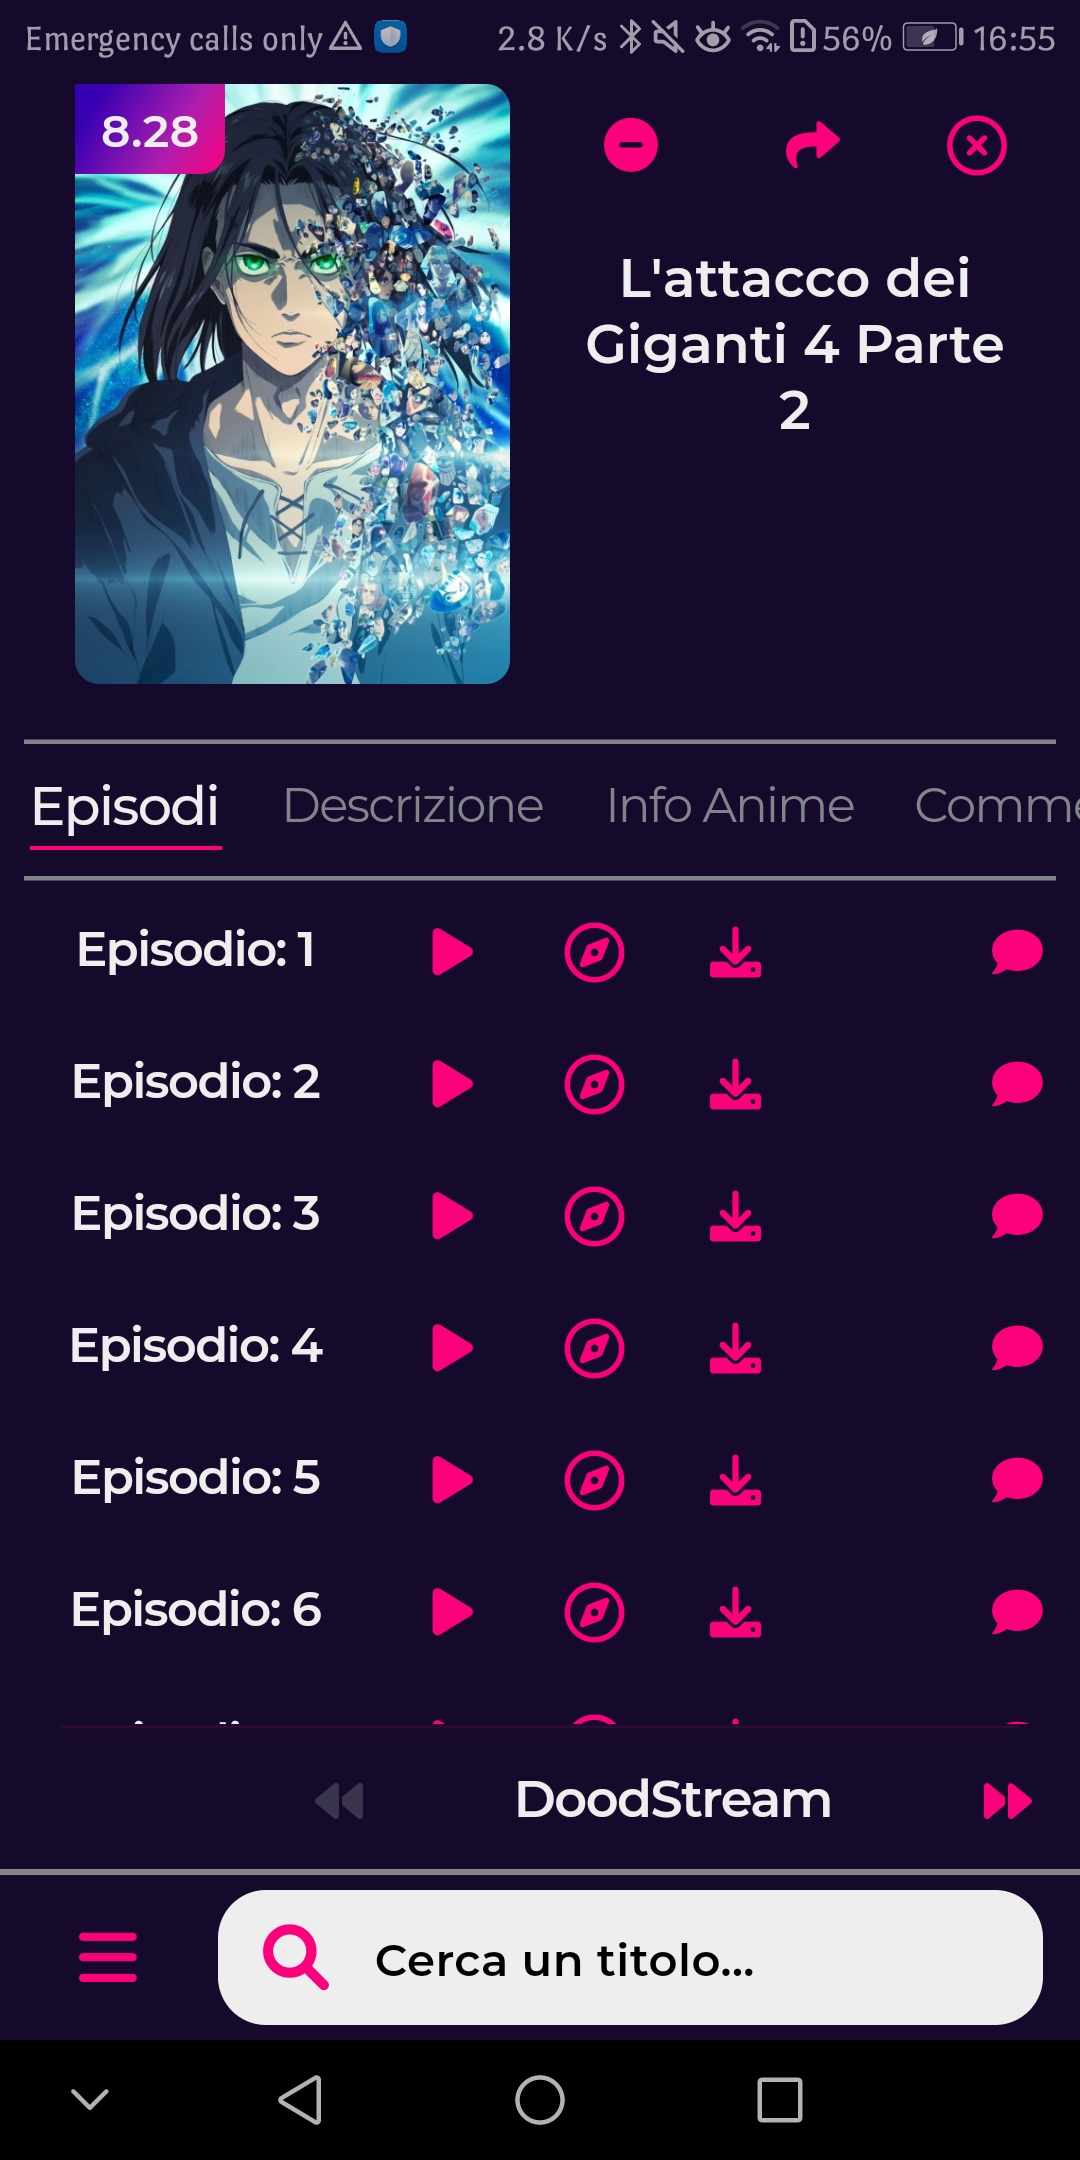 Emergency calls only 2.8 K/s 56% 16:55
8.28
L'attacco dei
Giganti 4 Parte
2
Episodi Descrizione Info Anime Comme
Episodio: 1
Episodio: 2
Episodio: 3
Episodio: 4
Episodio: 5
Episodio: 6
DoodStream
Cerca un titolo...